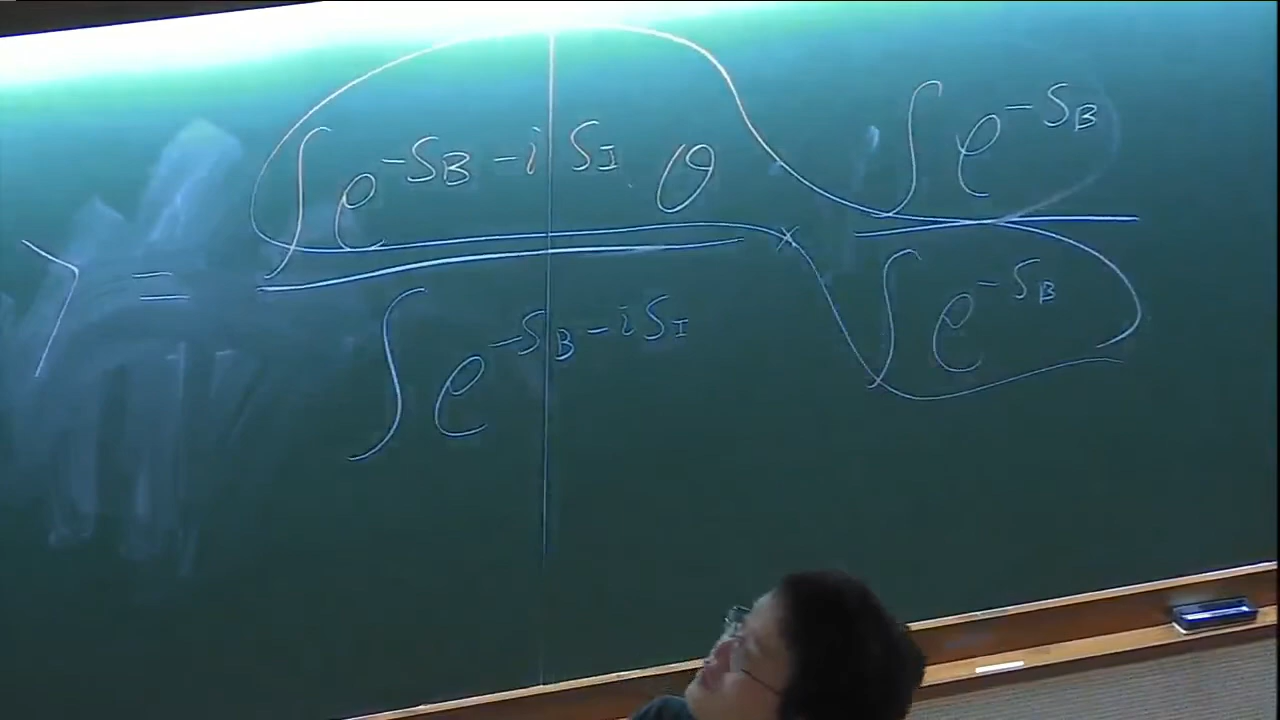 ⟩ = ∫e^{-S_B - iS_I} O / ∫e^{-S_B - iS_I} × ∫e^{-S_B} / ∫e^{-S_B}